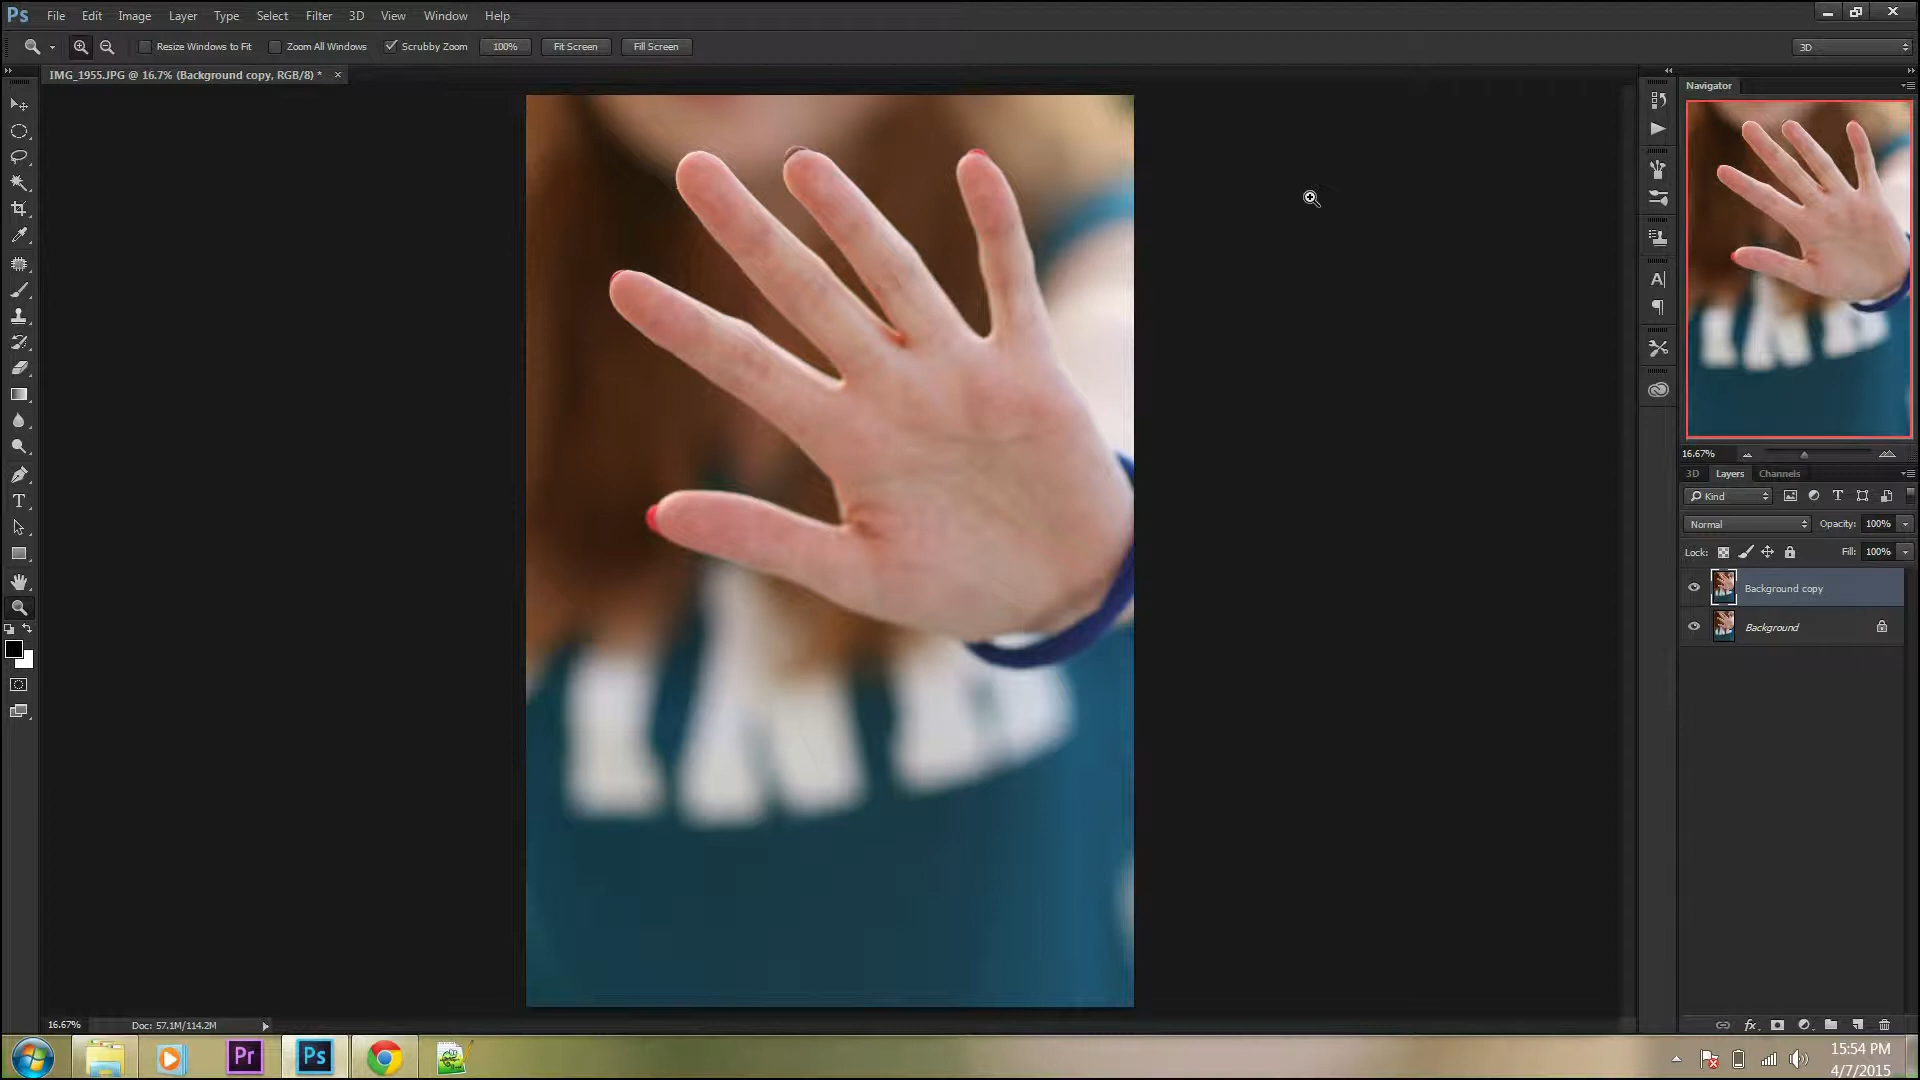 Ps File Edit Image Layer Type Select Filter 3D View Window Help
Resize Windows to Fit Zoom All Windows Scrubby Zoom 100% Fit Screen Fill Screen 3D
IMG_1955.JPG @ 16.7% (Background copy, RGB/8) * ×
Navigator
16.67%
3D Layers Channels
Kind
Normal Opacity: 100%
Lock: Fill: 100%
Background copy
Background
fx
16.67% Doc: 57.1M/114.2M
Pr Ps
15:54 PM
4/7/2015